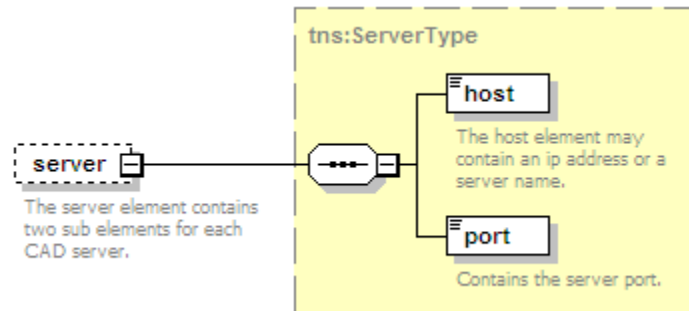 tns:ServerType
host
The host element may
contain an ip address or a
server name.
server
The server element contains
two sub elements for each
CAD server.
port
Contains the server port.